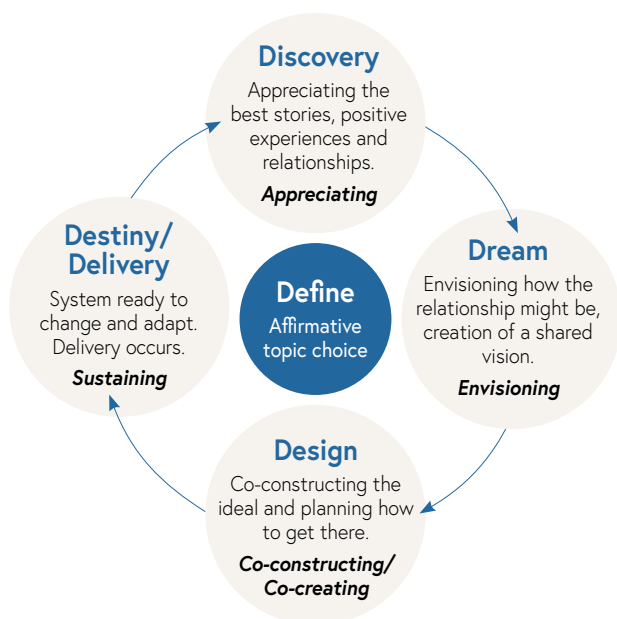 Discovery
Appreciating the
best stories, positive
experiences and
relationships.
Appreciating
Dream
Envisioning how the
relationship might be,
creation of a shared
vision.
Envisioning
Design
Co-constructing the
ideal and planning how
to get there.
Co-constructing/
Co-creating
Destiny/
Delivery
System ready to
change and adapt.
Delivery occurs.
Sustaining
Define
Affirmative
topic choice